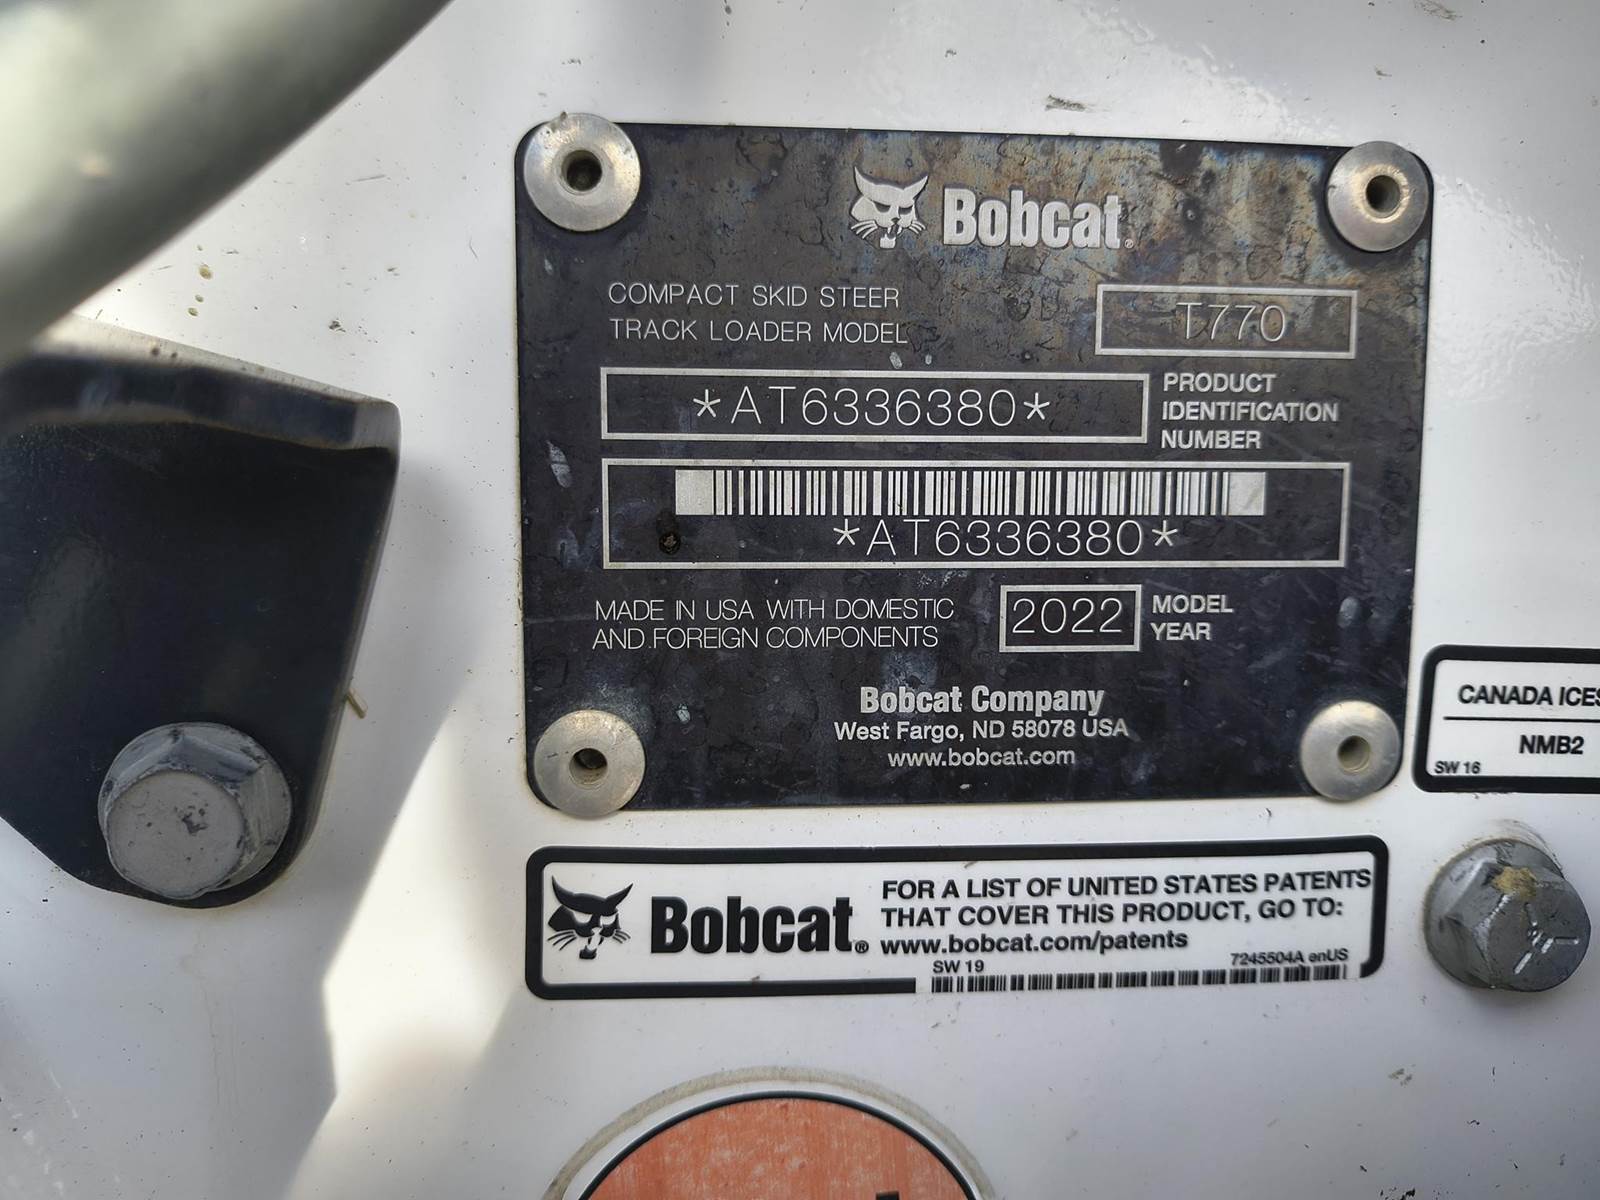 Bobcat.
COMPACT SKID STEER
TRACK LOADER MODEL
T770
*AT6336380*
PRODUCT
IDENTIFICATION
NUMBER
*AT6336380*
MADE IN USA WITH DOMESTIC
AND FOREIGN COMPONENTS
2022
MODEL
YEAR
Bobcat Company
West Fargo, ND 58078 USA
www.bobcat.com
CANADA ICES
NMB2
SW 16
Bobcat®
FOR A LIST OF UNITED STATES PATENTS
THAT COVER THIS PRODUCT, GO TO:
www.bobcat.com/patents
SW 19
7245504A enUS